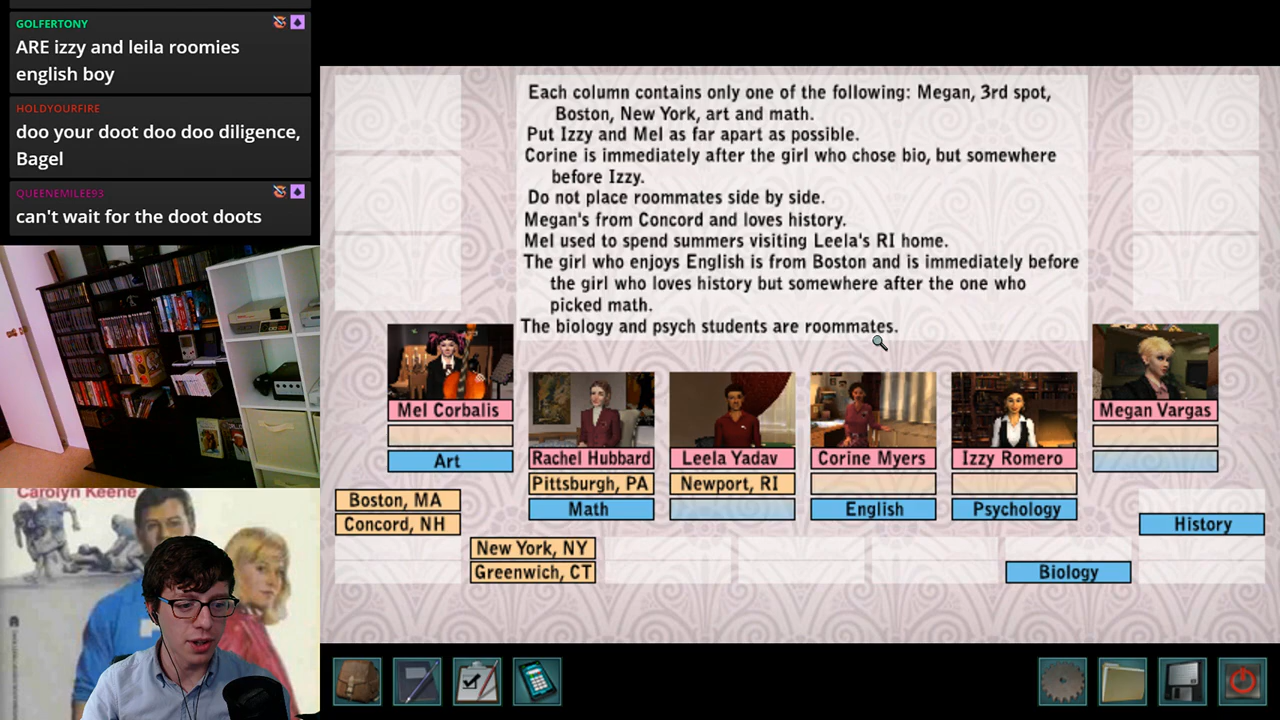 GOLFERTONY
ARE izzy and leila roomies
english boy
HOLDYOURFIRE
doo your doot doo doo diligence,
Bagel
QUEENEMILEE93
can't wait for the doot doots
Each column contains only one of the following: Megan, 3rd spot,
Boston, New York, art and math.
Put Izzy and Mel as far apart as possible.
Corine is immediately after the girl who chose bio, but somewhere
before Izzy.
Do not place roommates side by side.
Megan's from Concord and loves history.
Mel used to spend summers visiting Leela's RI home.
The girl who enjoys English is from Boston and is immediately before
the girl who loves history but somewhere after the one who
picked math.
The biology and psych students are roommates.
Mel Corbalis
Art
Rachel Hubbard
Pittsburgh, PA
Math
Leela Yadav
Newport, RI
Corine Myers
English
Izzy Romero
Psychology
Megan Vargas
Boston, MA
Concord, NH
New York, NY
Greenwich, CT
Biology
History
Carolyn Keene